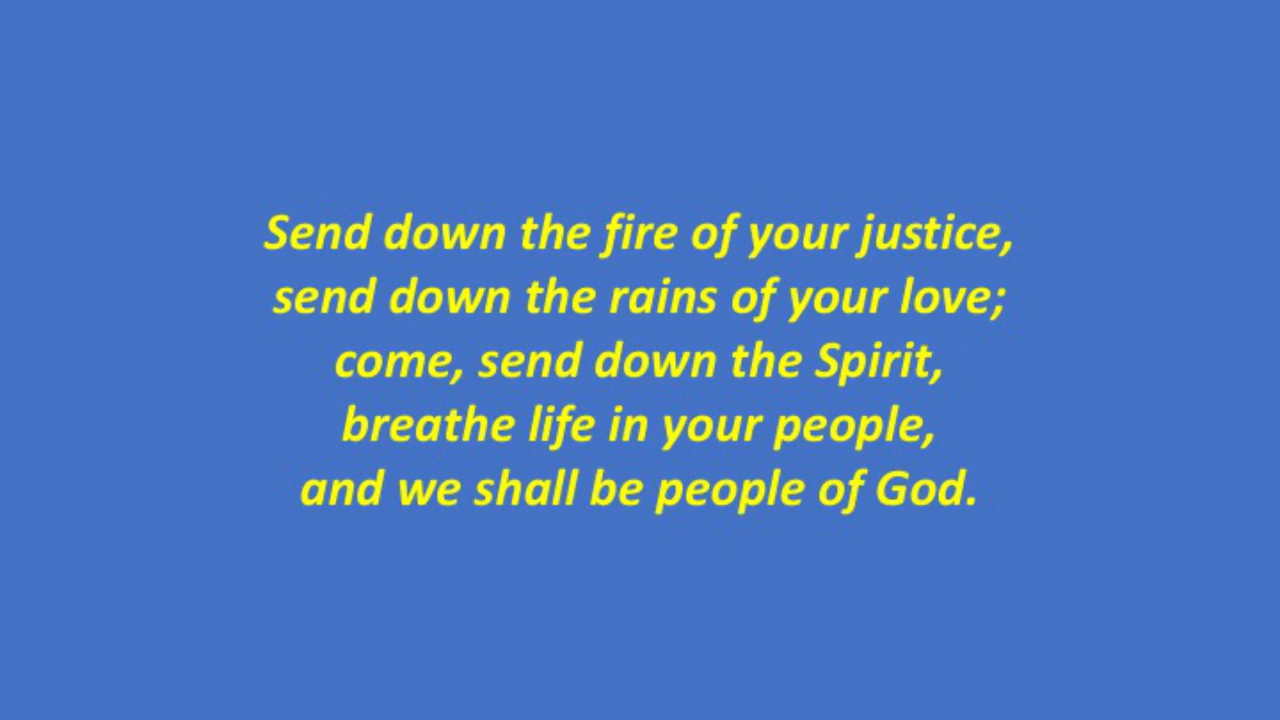 Send down the fire of your justice,
send down the rains of your love;
come, send down the Spirit,
breathe life in your people,
and we shall be people of God.